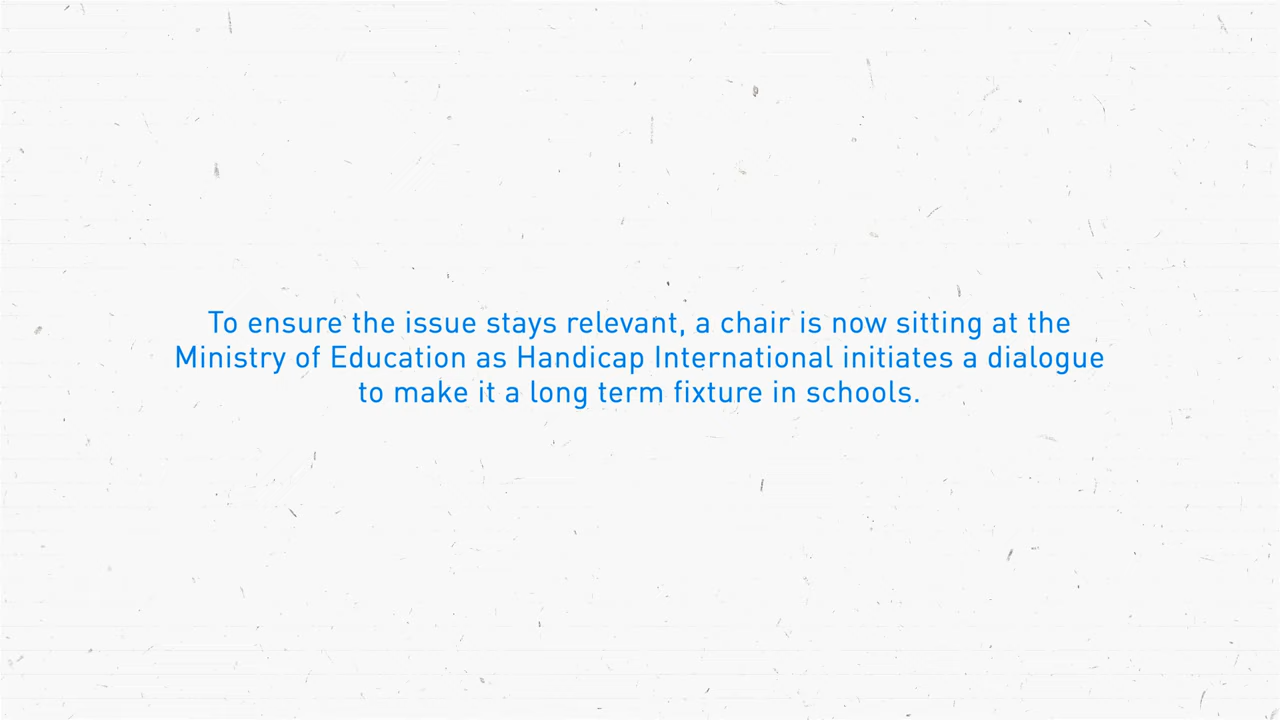 To ensure the issue stays relevant, a chair is now sitting at the
Ministry of Education as Handicap International initiates a dialogue
to make it a long term fixture in schools.